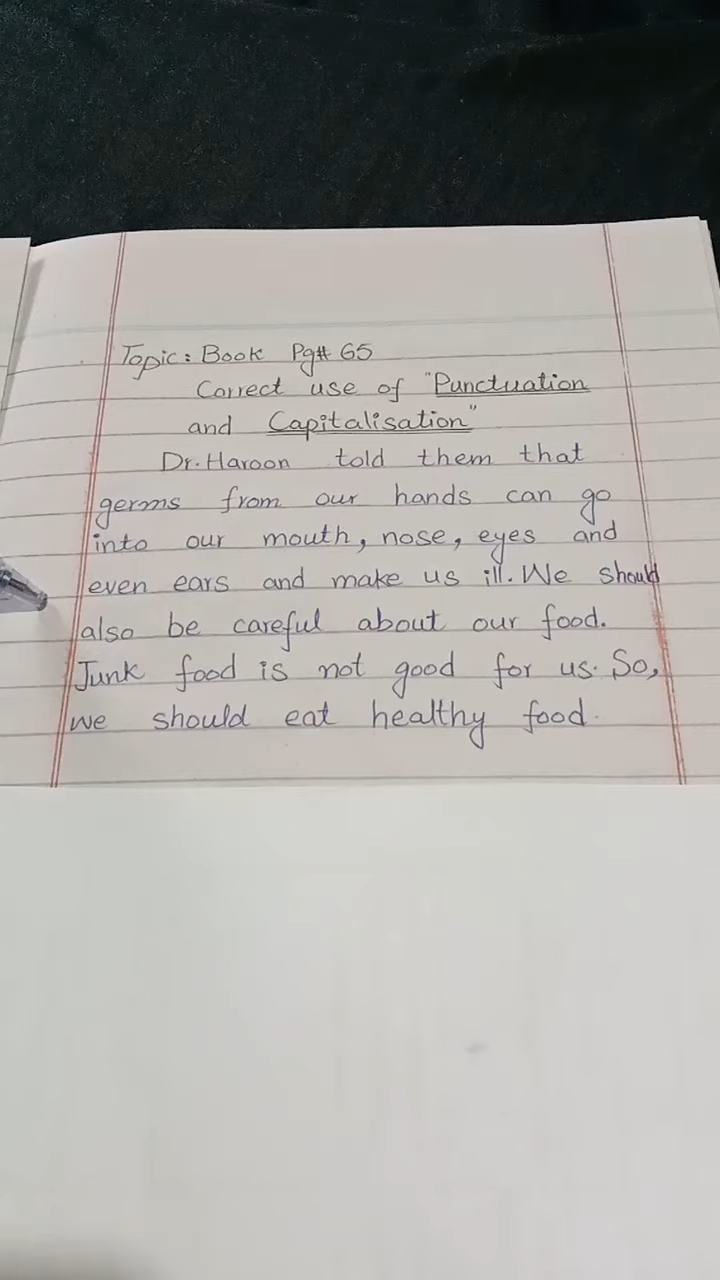 Topic: Book Pg# 65
Correct use of "Punctuation
and Capitalisation"
Dr. Haroon told them that
germs from our hands can go
into our mouth, nose, eyes and
even ears and make us ill. We should
also be careful about our food.
Junk food is not good for us. So,
we should eat healthy food.